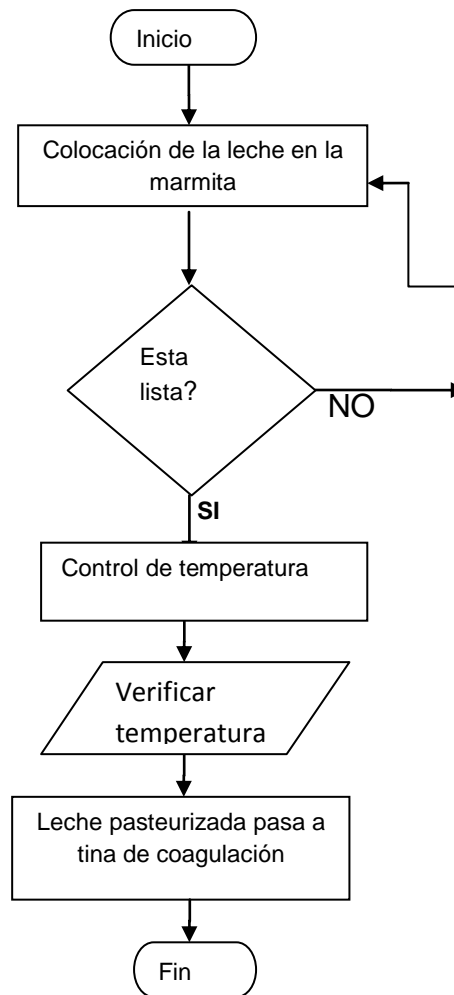 Inicio
Colocación de la leche en la
marmita
Esta
lista?
NO
SI
Control de temperatura
Verificar
temperatura
Leche pasteurizada pasa a
tina de coagulación
Fin